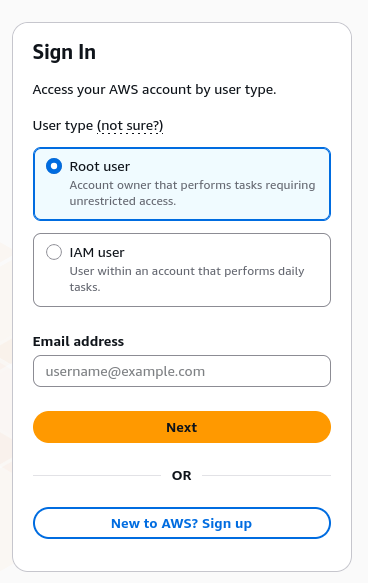 Sign In
Access your AWS account by user type.
User type (not sure?)
Root user
Account owner that performs tasks requiring
unrestricted access.
IAM user
User within an account that performs daily
tasks.
Email address
username@example.com
Next
OR
New to AWS? Sign up